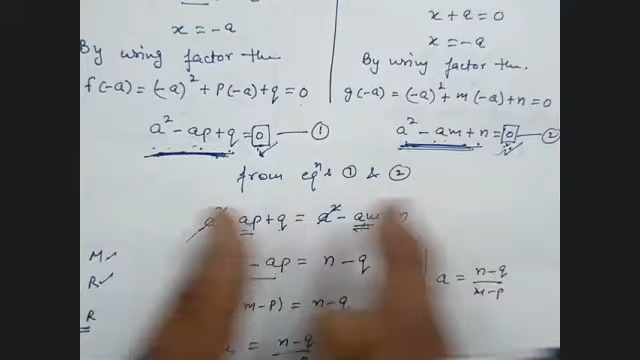 x = -a
By using factor the
f(-a) = (-a)² + P(-a) + q = 0
a² - ap + q = 0 — ①
x + a = 0
x = -a
By using factor the.
g(-a) = (-a)² + m(-a) + n = 0
a² - am + n = 0 — ②
from eqⁿs ① & ②
ap + q = a² - am n
- ap = n - q
m - p) = n - q
n - q
a = n - q / m - p
M ✓
R ✓
R